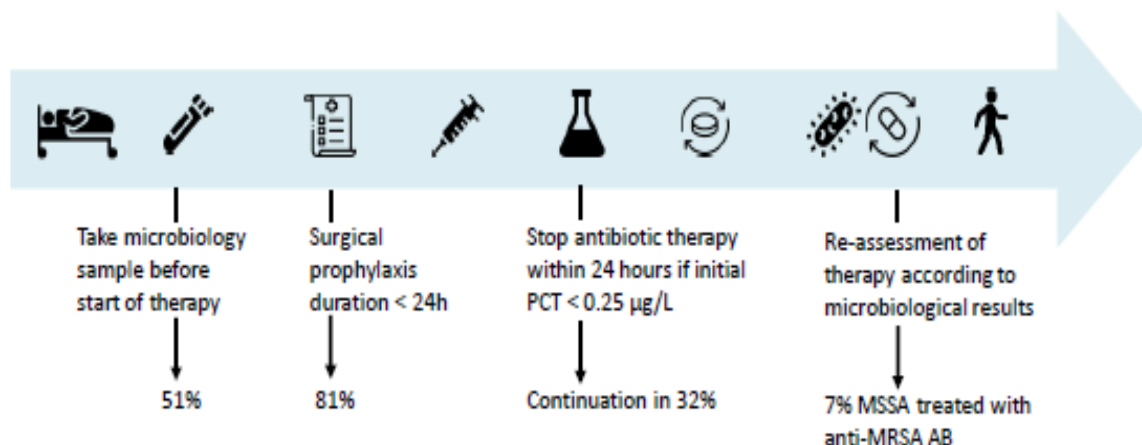 Take microbiology
sample before
start of therapy
51%
Surgical
prophylaxis
duration < 24h
81%
Stop antibiotic therapy
within 24 hours if initial
PCT < 0.25 µg/L
Continuation in 32%
Re-assessment of
therapy according to
microbiological results
7% MSSA treated with
anti-MRSA AB